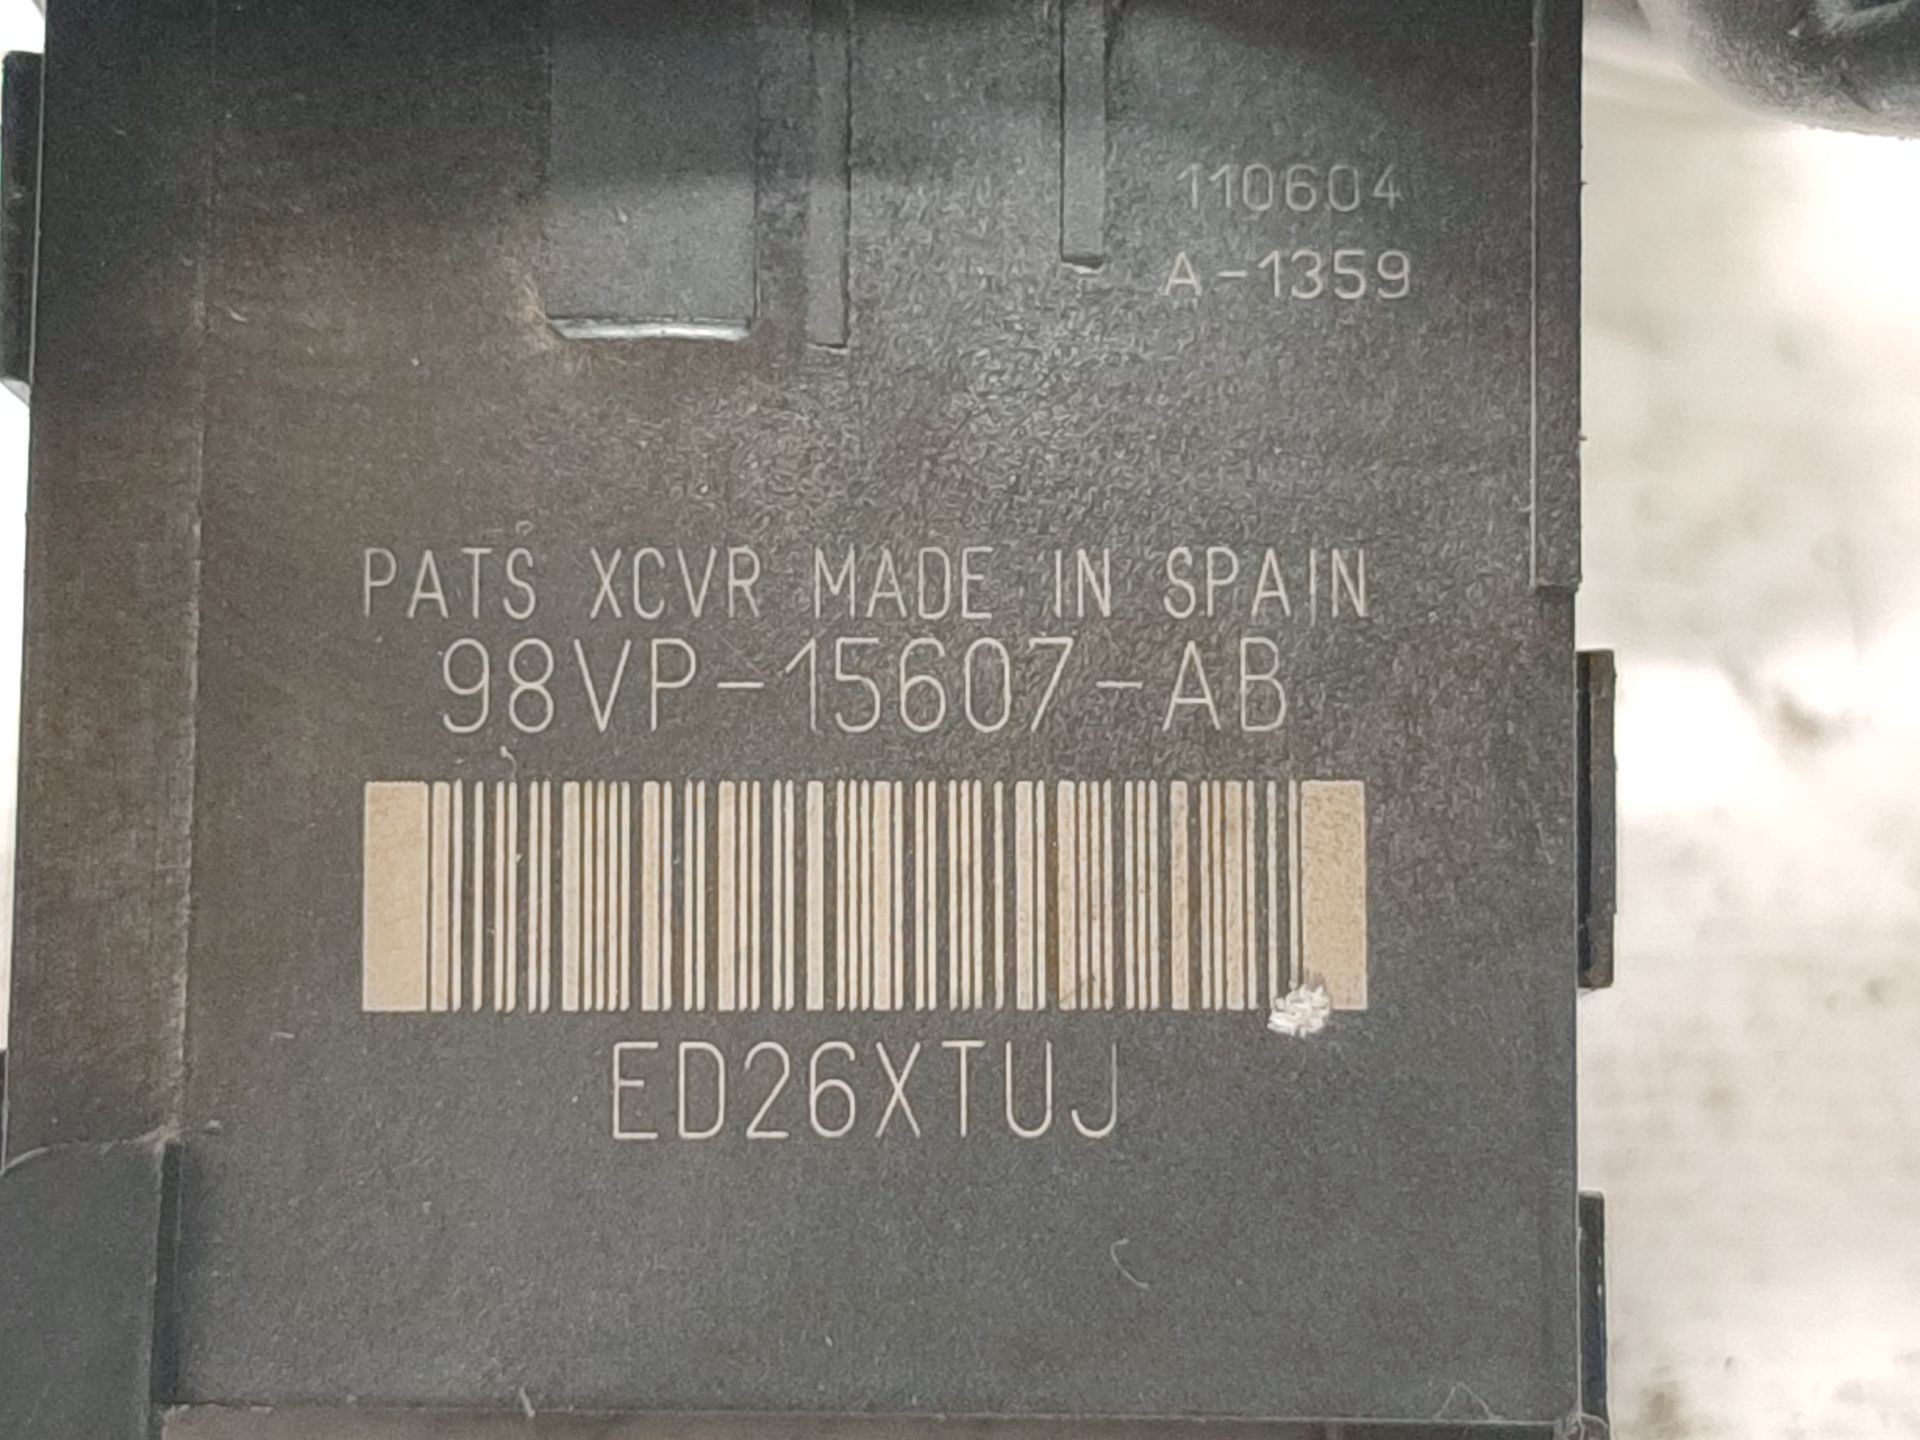 110604
A-1359
PATS XCVR MADE IN SPAIN
98VP-15607-AB
ED26XTUJ